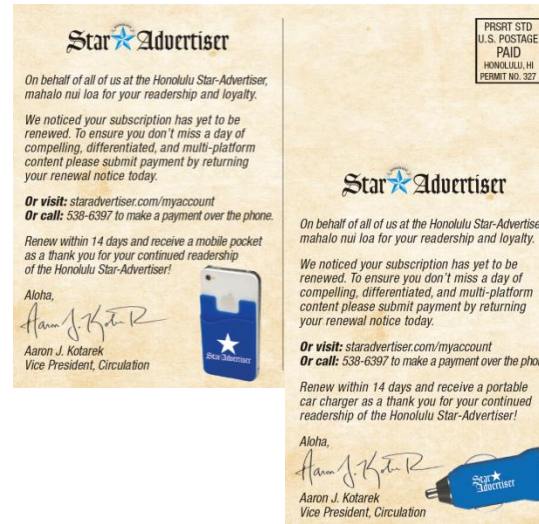 Star Advertiser
On behalf of all of us at the Honolulu Star-Advertiser,
mahalo nui loa for your readership and loyalty.
We noticed your subscription has yet to be
renewed. To ensure you don't miss a day of
compelling, differentiated, and multi-platform
content please submit payment by returning
your renewal notice today.
Or visit: staradvertiser.com/myaccount
Or call: 538-6397 to make a payment over the phone.
Renew within 14 days and receive a mobile pocket
as a thank you for your continued readership
of the Honolulu Star-Advertiser!
Aloha,
Aaron J. Kotarek
Aaron J. Kotarek
Vice President, Circulation
Star Advertiser
PRSRT STD
U.S. POSTAGE
PAID
HONOLULU, HI
PERMIT NO. 327
Star Advertiser
On behalf of all of us at the Honolulu Star-Advertise
mahalo nui loa for your readership and loyalty.
We noticed your subscription has yet to be
renewed. To ensure you don't miss a day of
compelling, differentiated, and multi-platform
content please submit payment by returning
your renewal notice today.
Or visit: staradvertiser.com/myaccount
Or call: 538-6397 to make a payment over the phon
Renew within 14 days and receive a portable
car charger as a thank you for your continued
readership of the Honolulu Star-Advertiser!
Aloha,
Aaron J. Kotarek
Aaron J. Kotarek
Vice President, Circulation
Star Advertiser